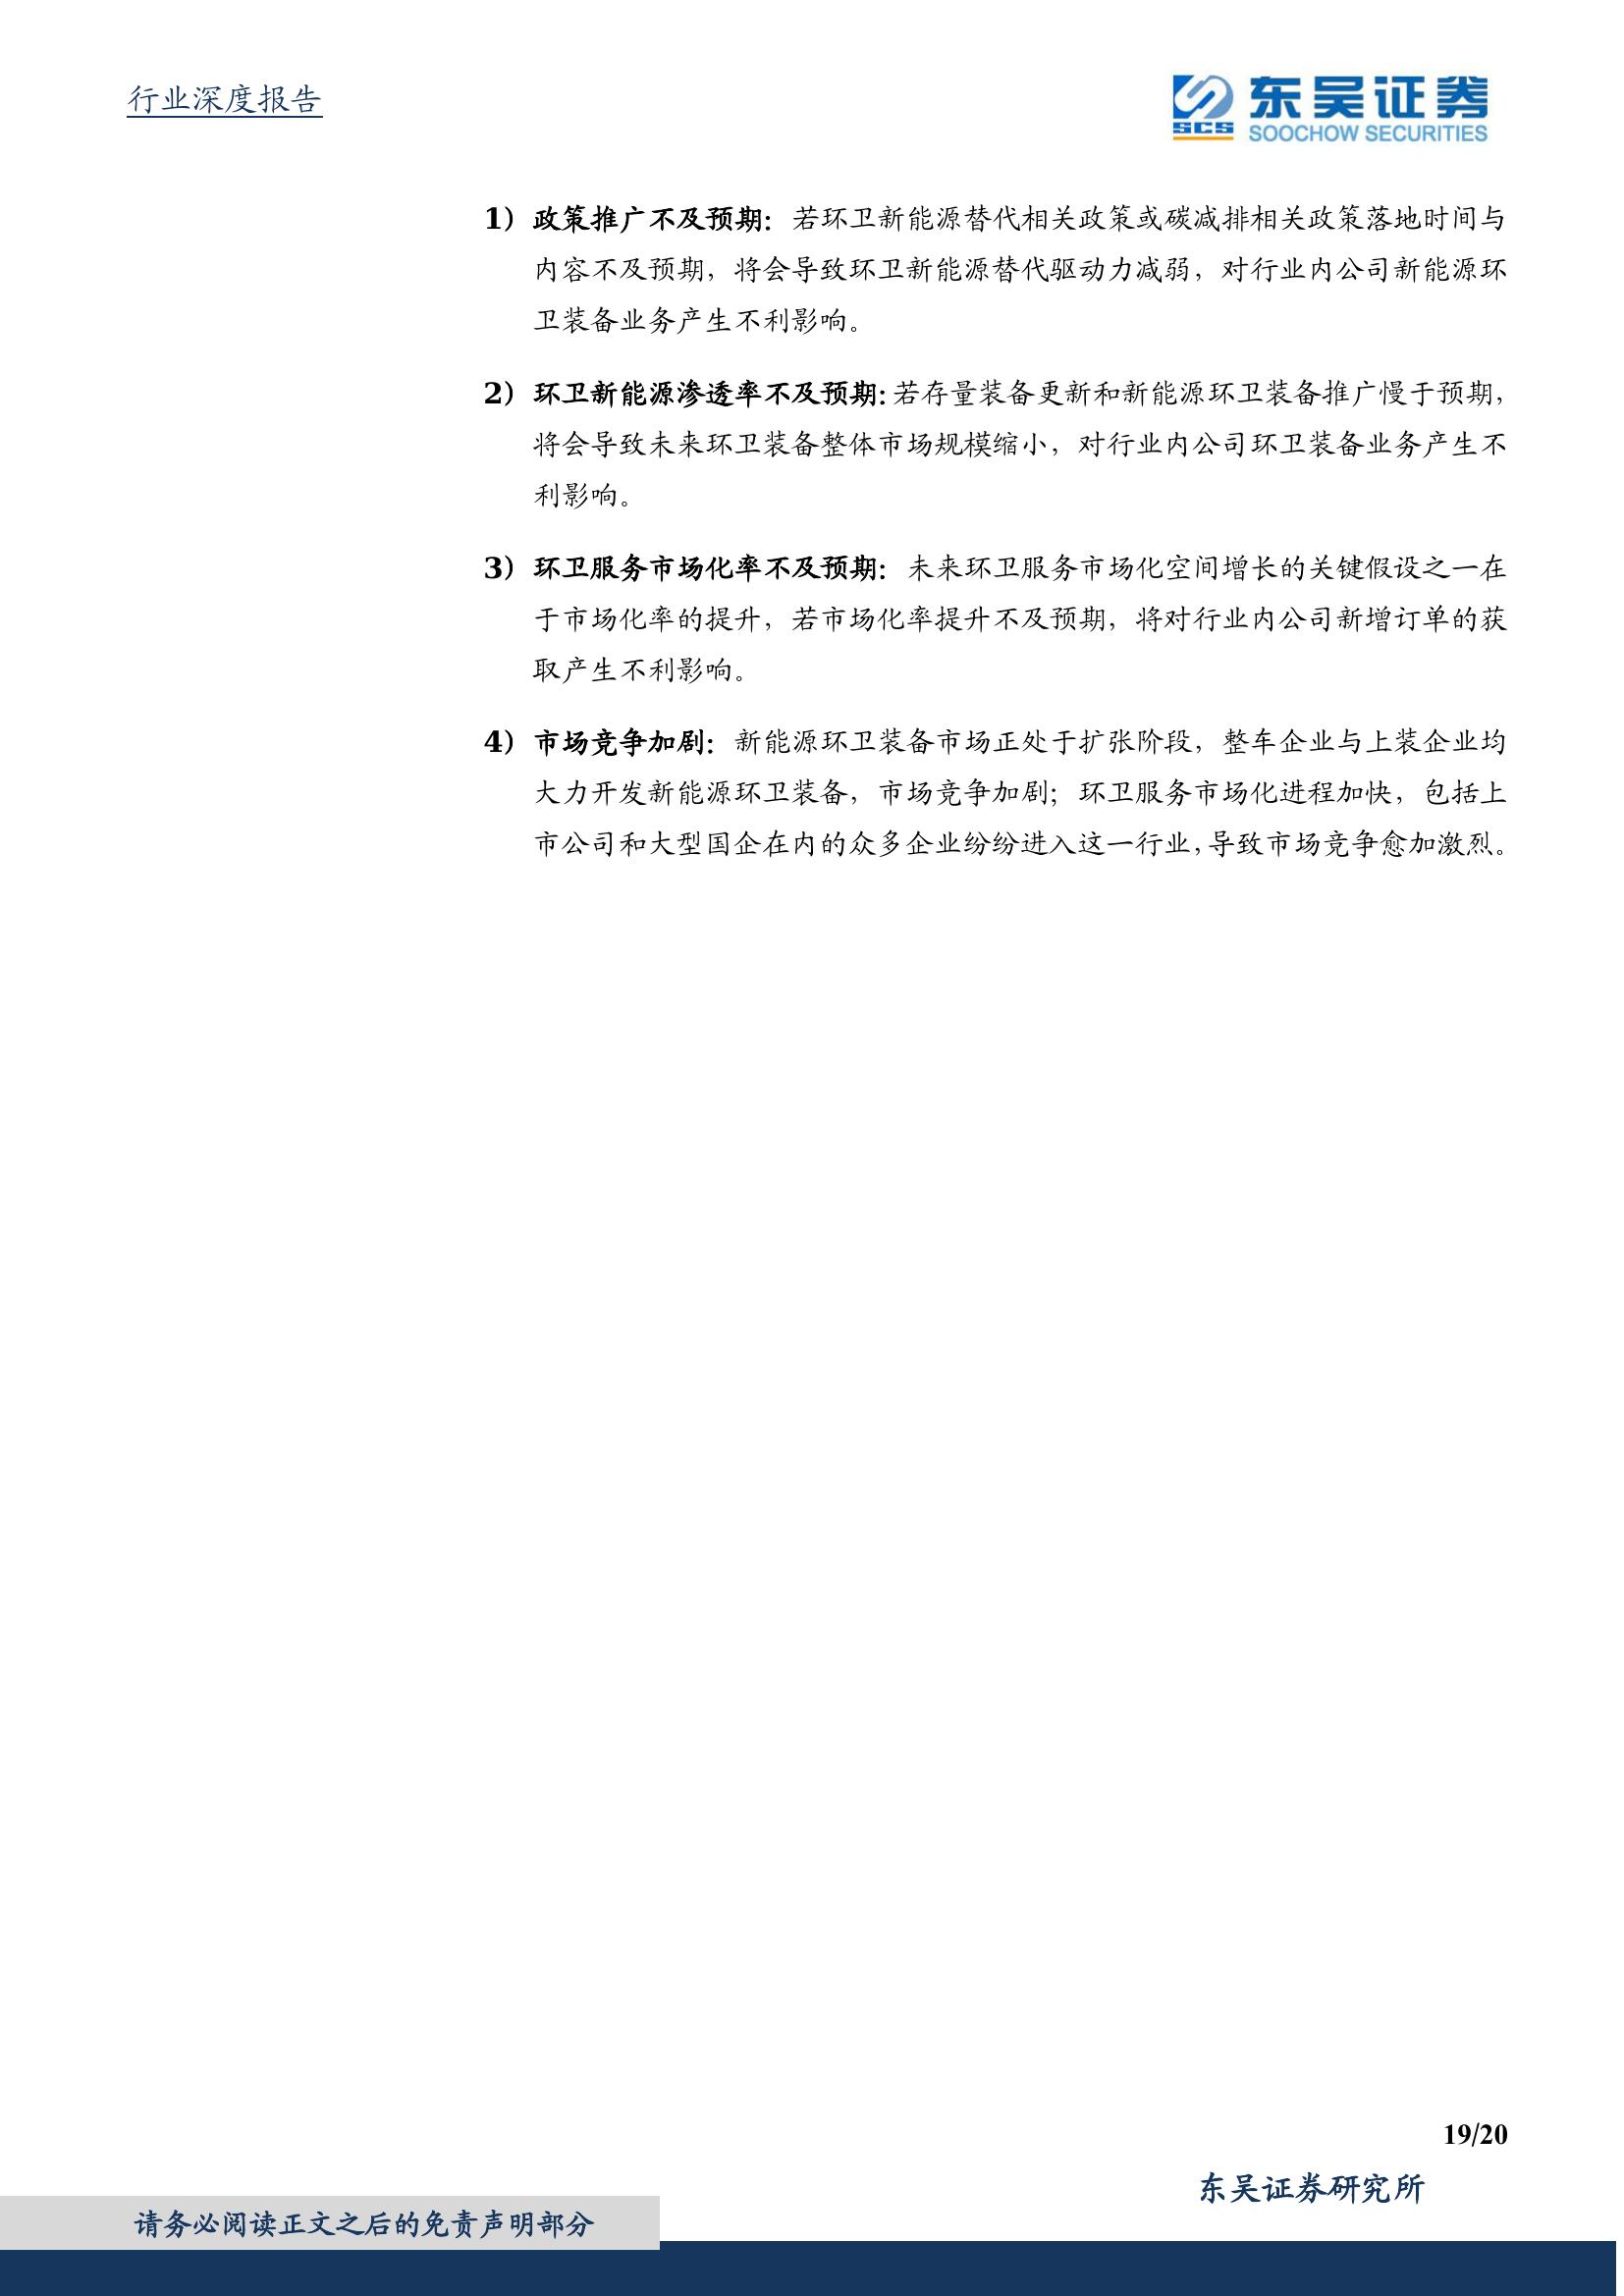 行业深度报告
东吴证券
SCS
SOOCHOW SECURITIES
1）政策推广不及预期：若环卫新能源替代相关政策或碳减排相关政策落地时间与
内容不及预期，将会导致环卫新能源替代驱动力减弱，对行业内公司新能源环
卫装备业务产生不利影响。
2）环卫新能源渗透率不及预期：若存量装备更新和新能源环卫装备推广慢于预期，
将会导致未来环卫装备整体市场规模缩小，对行业内公司环卫装备业务产生不
利影响。
3）环卫服务市场化率不及预期：未来环卫服务市场化空间增长的关键假设之一在
于市场化率的提升，若市场化率提升不及预期，将对行业内公司新增订单的获
取产生不利影响。
4）市场竞争加剧：新能源环卫装备市场正处于扩张阶段，整车企业与上装企业均
大力开发新能源环卫装备，市场竞争加剧；环卫服务市场化进程加快，包括上
市公司和大型国企在内的众多企业纷纷进入这一行业，导致市场竞争愈加激烈。
19/20
东吴证券研究所
请务必阅读正文之后的免责声明部分